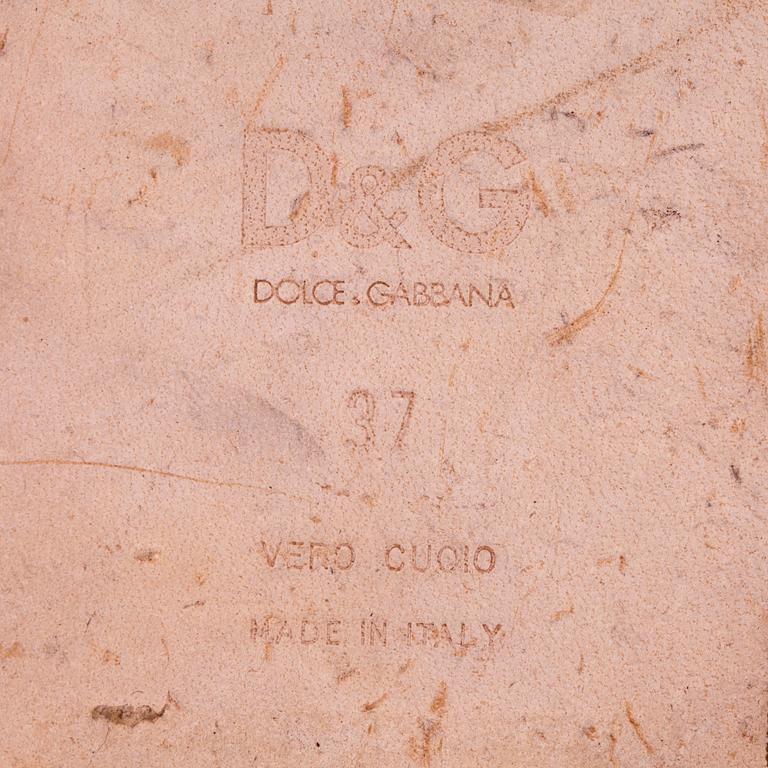 D&G
DOLCE & GABBANA
37
VERO CUOIO
MADE IN ITALY